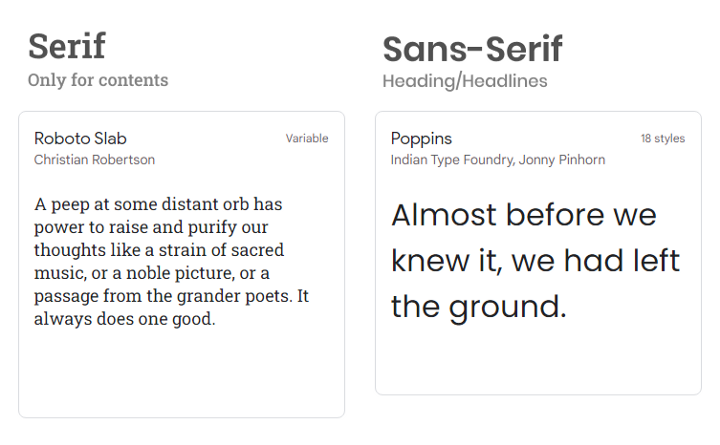 Serif
Only for contents
Roboto Slab
Variable
Christian Robertson
A peep at some distant orb has
power to raise and purify our
thoughts like a strain of sacred
music, or a noble picture, or a
passage from the grander poets. It
always does one good.
Sans-Serif
Heading/Headlines
Poppins
18 styles
Indian Type Foundry, Jonny Pinhorn
Almost before we
knew it, we had left
the ground.